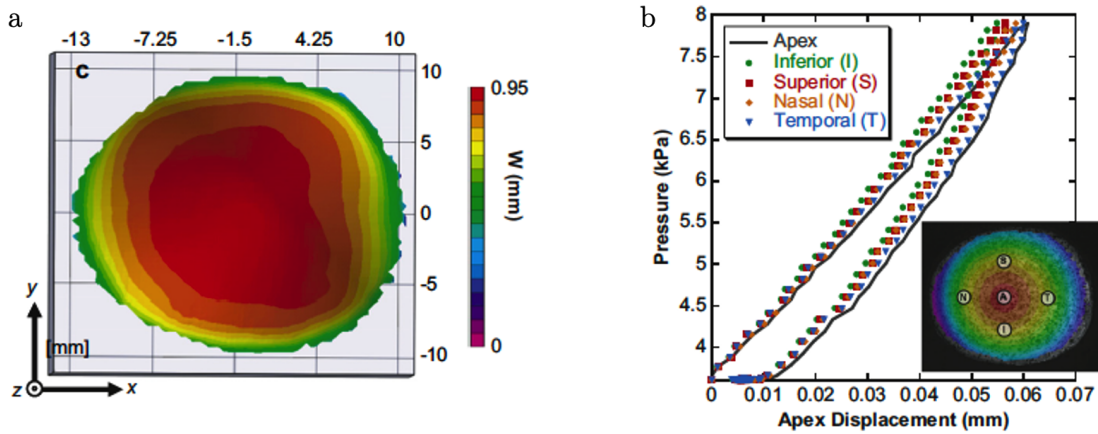 a
-13 -7.25 -1.5 4.25 10
C
10
5
0
-5
-10
y
[mm]
z
x
0.95
W (mm)
0
b
8
7.5
7
6.5
6
5.5
5
4.5
4
Pressure (kPa)
Apex
Inferior (I)
Superior (S)
Nasal (N)
Temporal (T)
S
N A T
I
0 0.01 0.02 0.03 0.04 0.05 0.06 0.07
Apex Displacement (mm)